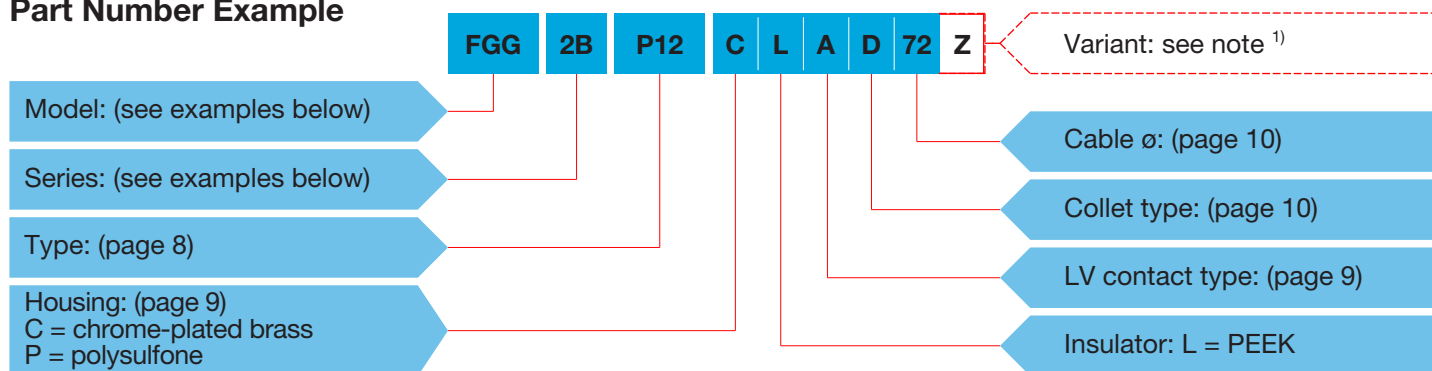 Part Number Example
FGG 2B P12 C L A D 72 Z
Variant: see note ¹⁾
Model: (see examples below)
Series: (see examples below)
Type: (page 8)
Housing: (page 9)
C = chrome-plated brass
P = polysulfone
Cable ø: (page 10)
Collet type: (page 10)
LV contact type: (page 9)
Insulator: L = PEEK